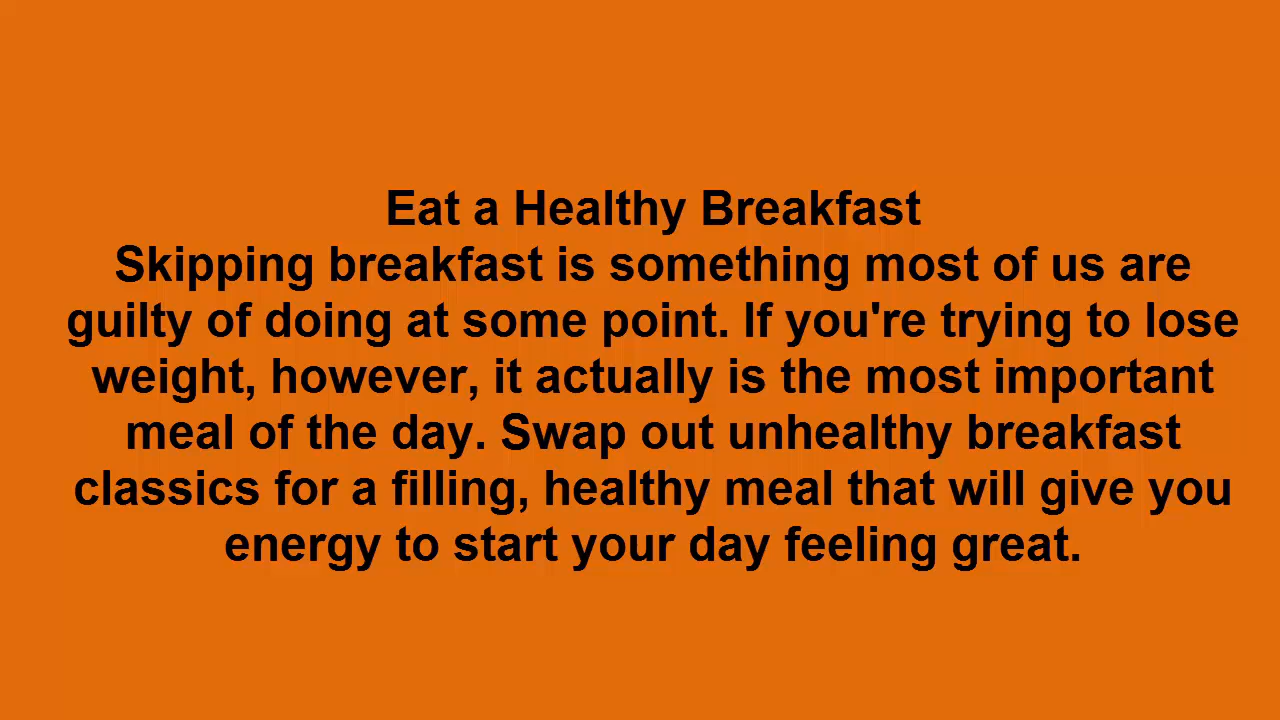 Eat a Healthy Breakfast
Skipping breakfast is something most of us are
guilty of doing at some point. If you're trying to lose
weight, however, it actually is the most important
meal of the day. Swap out unhealthy breakfast
classics for a filling, healthy meal that will give you
energy to start your day feeling great.